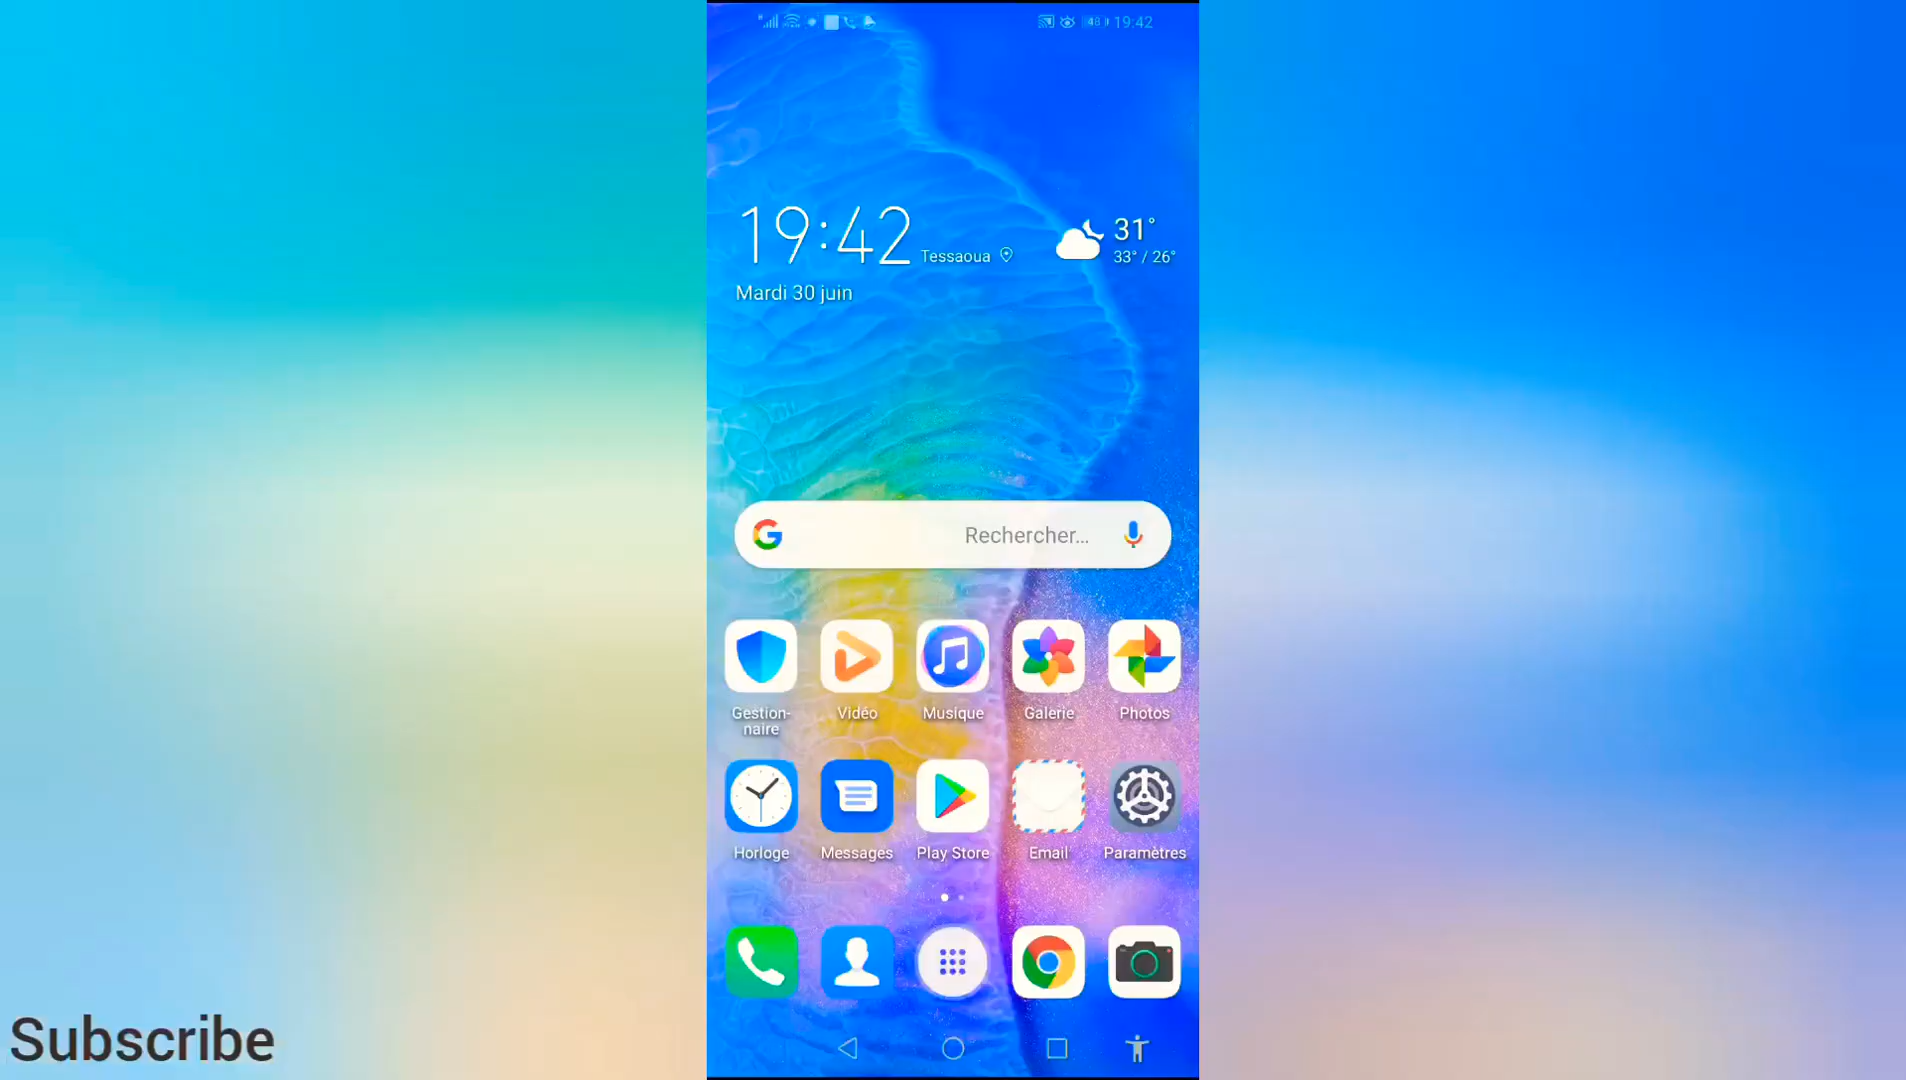 48 19:42
19:42 Tessaoua 31°
33° / 26°
Mardi 30 juin
Rechercher...
Gestion-
naire
Vidéo
Musique
Galerie
Photos
Horloge
Messages
Play Store
Email
Paramètres
Subscribe